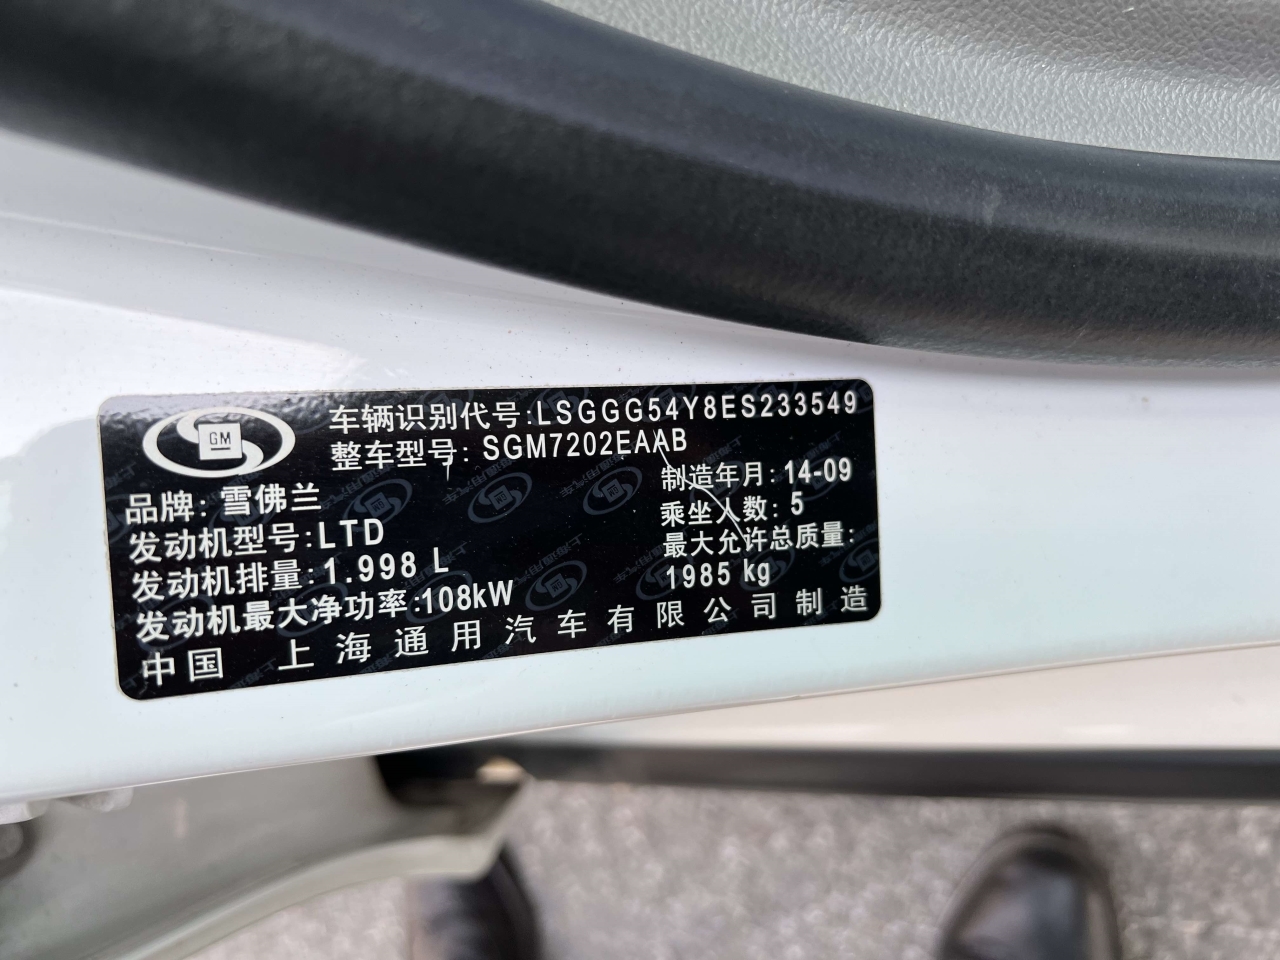 GM
车辆识别代号:LSGGG54Y8ES233549
整车型号: SGM7202EAAB
品牌: 雪佛兰
制造年月: 14-09
发动机型号:LTD
乘坐人数: 5
发动机排量:1.998 L
最大允许总质量:
1985 kg
发动机最大净功率:108kW
中国 上海通用汽车有限公司制造